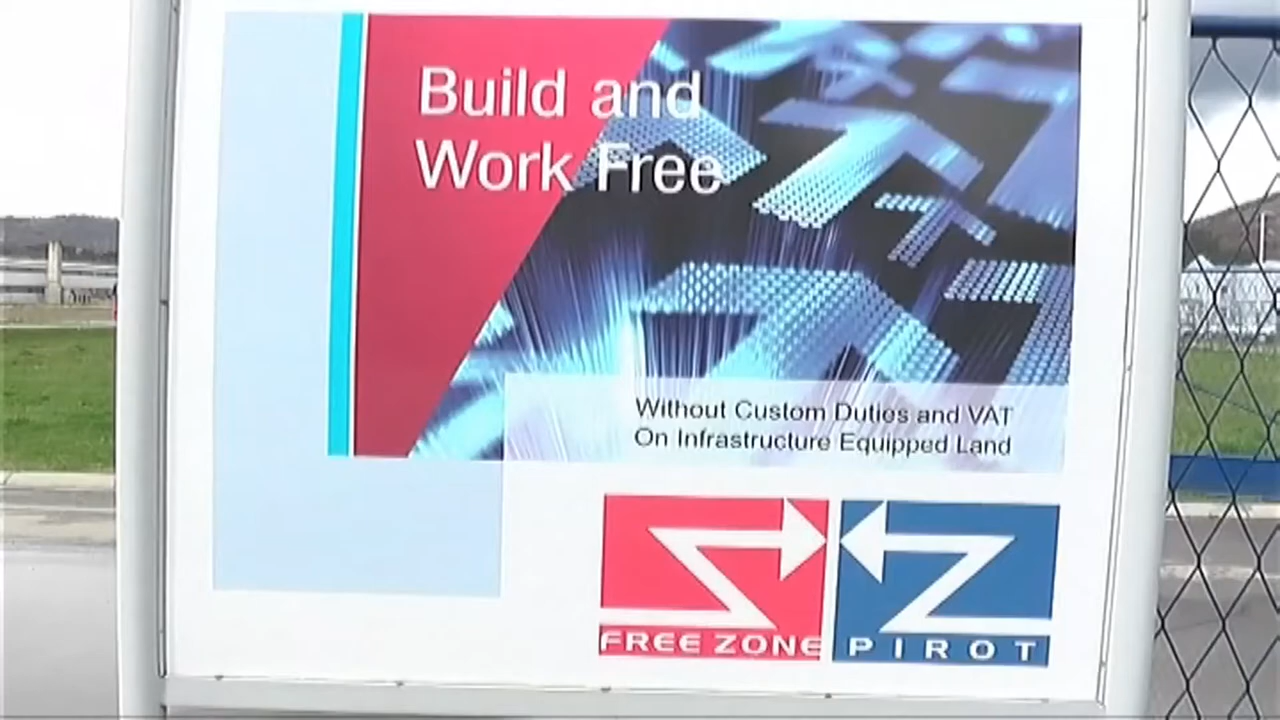 Build and
Work Free
Without Custom Duties and VAT
On Infrastructure Equipped Land
FREE ZONE
PIROT